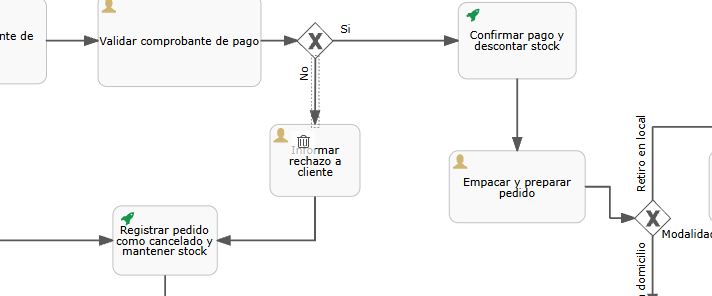 nte de
Validar comprobante de pago
Si
Confirmar pago y
descontar stock
No
Informar
rechazo a
cliente
Retiro en local
Empacar y preparar
pedido
Registrar pedido
como cancelado y
mantener stock
Modalidad
domicilio